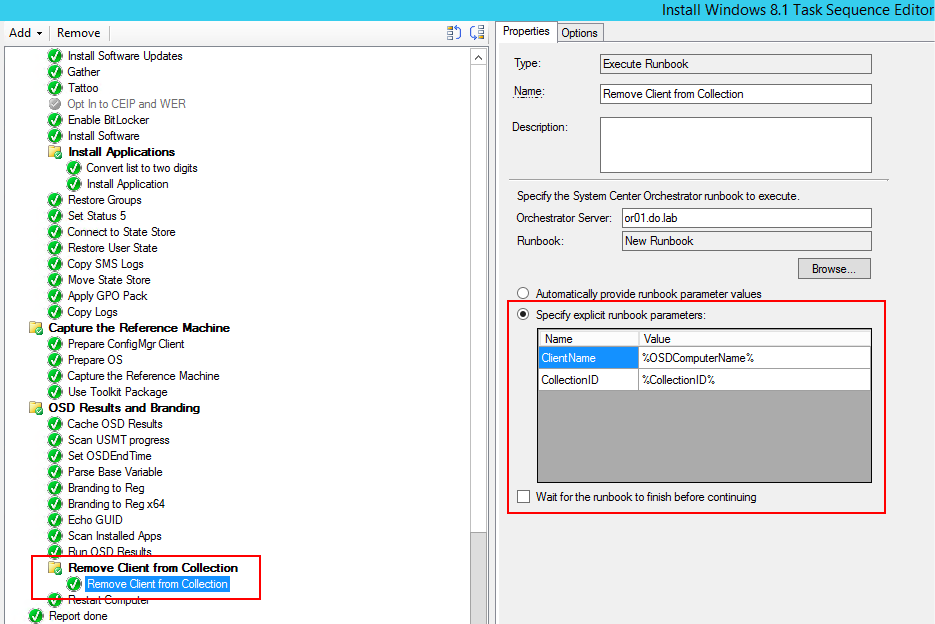 Install Windows 8.1 Task Sequence Editor
Add
Remove
Install Software Updates
Gather
Tattoo
Opt In to CEIP and WER
Enable BitLocker
Install Software
Install Applications
Convert list to two digits
Install Application
Restore Groups
Set Status 5
Connect to State Store
Restore User State
Copy SMS Logs
Move State Store
Apply GPO Pack
Copy Logs
Capture the Reference Machine
Prepare ConfigMgr Client
Prepare OS
Capture the Reference Machine
Use Toolkit Package
OSD Results and Branding
Cache OSD Results
Scan USMT progress
Set OSDEndTime
Parse Base Variable
Branding to Reg
Branding to Reg x64
Echo GUID
Scan Installed Apps
Run OSD Results
Remove Client from Collection
Remove Client from Collection
Restart Computer
Report done
Properties
Options
Type:
Execute Runbook
Name:
Remove Client from Collection
Description:
Specify the System Center Orchestrator runbook to execute.
Orchestrator Server:
or01.do.lab
Runbook:
New Runbook
Browse...
Automatically provide runbook parameter values
Specify explicit runbook parameters:
Name Value
ClientName %OSDComputerName%
CollectionID %CollectionID%
Wait for the runbook to finish before continuing